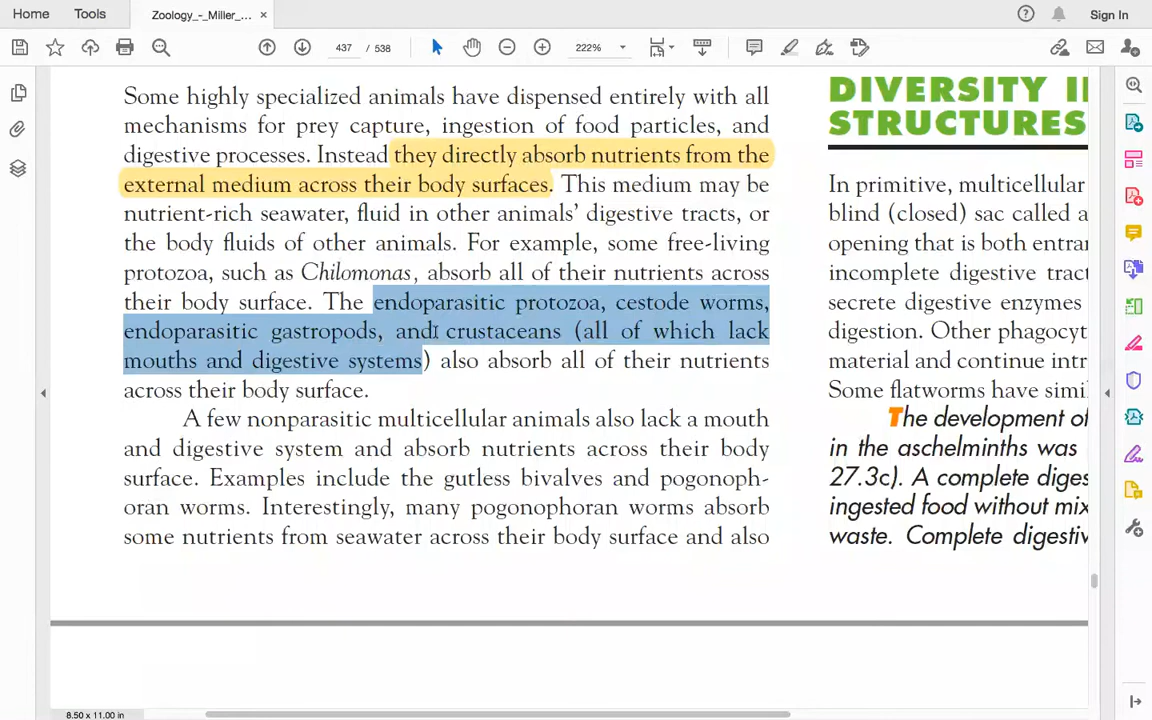 Home
Tools
Zoology_-_Miller_...
×
Sign In
437
/ 538
222%
Some highly specialized animals have dispensed entirely with all
mechanisms for prey capture, ingestion of food particles, and
digestive processes. Instead they directly absorb nutrients from the
external medium across their body surfaces. This medium may be
nutrient-rich seawater, fluid in other animals’ digestive tracts, or
the body fluids of other animals. For example, some free-living
protozoa, such as Chilomonas, absorb all of their nutrients across
their body surface. The endoparasitic protozoa, cestode worms,
endoparasitic gastropods, and crustaceans (all of which lack
mouths and digestive systems) also absorb all of their nutrients
across their body surface.
A few nonparasitic multicellular animals also lack a mouth
and digestive system and absorb nutrients across their body
surface. Examples include the gutless bivalves and pogonoph-
oran worms. Interestingly, many pogonophoran worms absorb
some nutrients from seawater across their body surface and also
DIVERSITY I
STRUCTURES
In primitive, multicellular
blind (closed) sac called a
opening that is both entran
incomplete digestive tract
secrete digestive enzymes
digestion. Other phagocyt
material and continue intr
Some flatworms have simil
The development of
in the aschelminths was
27.3c). A complete diges
ingested food without mix
waste. Complete digestiv
8.50 x 11.00 in